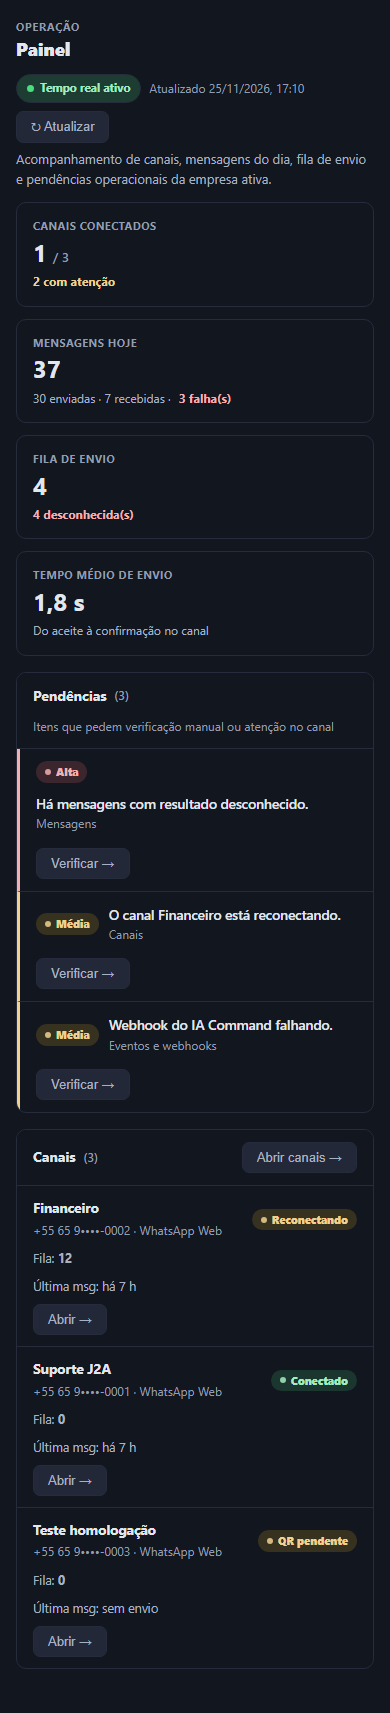 OPERAÇÃO
Painel
Tempo real ativo
Atualizado 25/11/2026, 17:10
↻ Atualizar
Acompanhamento de canais, mensagens do dia, fila de envio
e pendências operacionais da empresa ativa.
CANAIS CONECTADOS
1 / 3
2 com atenção
MENSAGENS HOJE
37
30 enviadas · 7 recebidas · 3 falha(s)
FILA DE ENVIO
4
4 desconhecida(s)
TEMPO MÉDIO DE ENVIO
1,8 s
Do aceite à confirmação no canal
Pendências (3)
Itens que pedem verificação manual ou atenção no canal
Alta
Há mensagens com resultado desconhecido.
Mensagens
Verificar →
Média
O canal Financeiro está reconectando.
Canais
Verificar →
Média
Webhook do IA Command falhando.
Eventos e webhooks
Verificar →
Canais (3)
Abrir canais →
Financeiro
+55 65 9••••-0002 · WhatsApp Web
Reconectando
Fila: 12
Última msg: há 7 h
Abrir →
Suporte J2A
+55 65 9••••-0001 · WhatsApp Web
Conectado
Fila: 0
Última msg: há 7 h
Abrir →
Teste homologação
+55 65 9••••-0003 · WhatsApp Web
QR pendente
Fila: 0
Última msg: sem envio
Abrir →